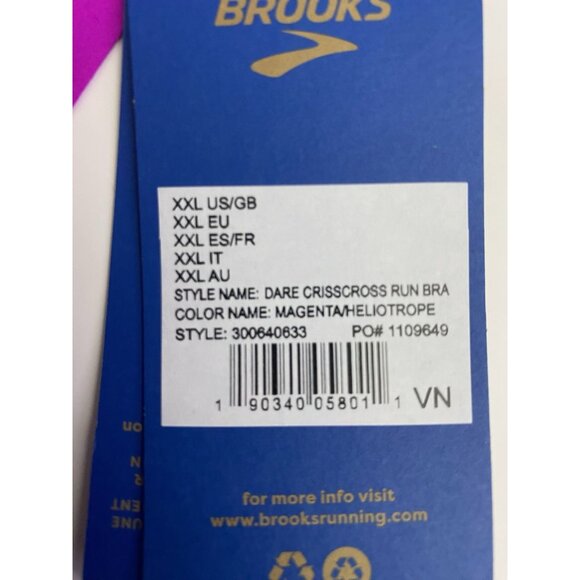 BROOKS
XXL US/GB
XXL EU
XXL ES/FR
XXL IT
XXL AU
STYLE NAME: DARE CRISSCROSS RUN BRA
COLOR NAME: MAGENTA/HELIOTROPE
STYLE: 300640633 PO# 1109649
1 90340 05801 1 VN
for more info visit
www.brooksrunning.com